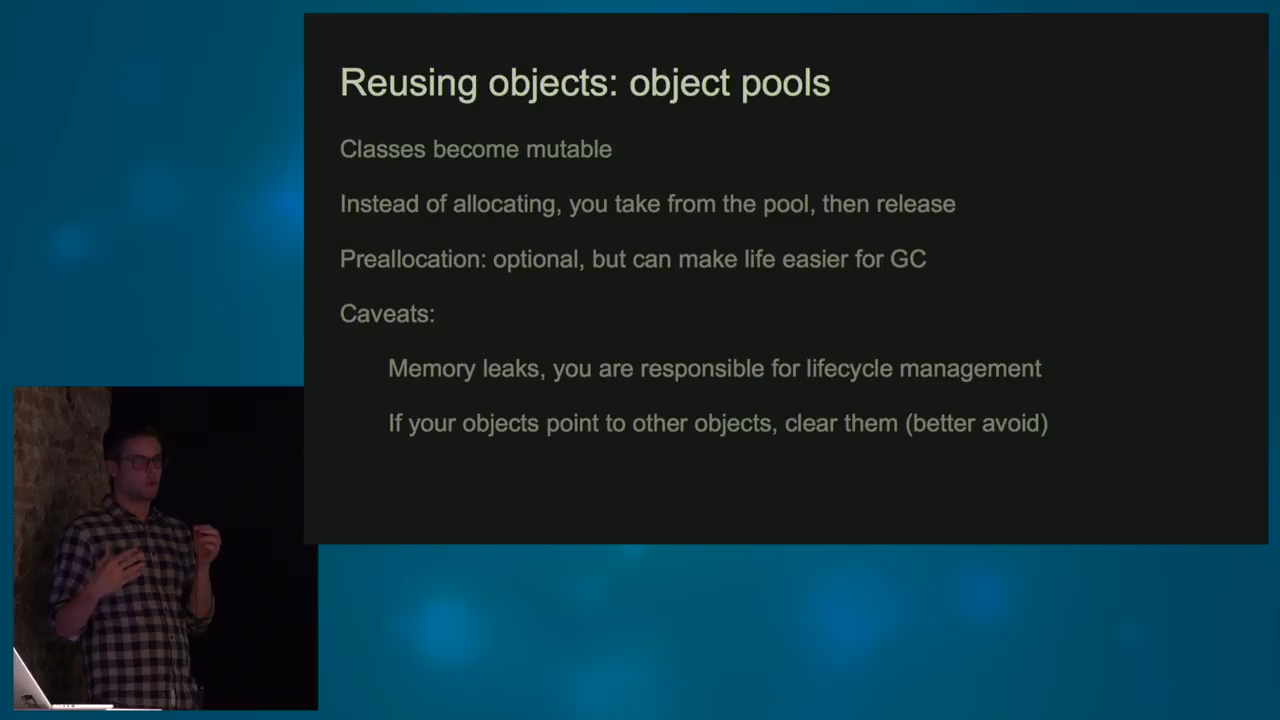 Reusing objects: object pools
Classes become mutable
Instead of allocating, you take from the pool, then release
Preallocation: optional, but can make life easier for GC
Caveats:
Memory leaks, you are responsible for lifecycle management
If your objects point to other objects, clear them (better avoid)